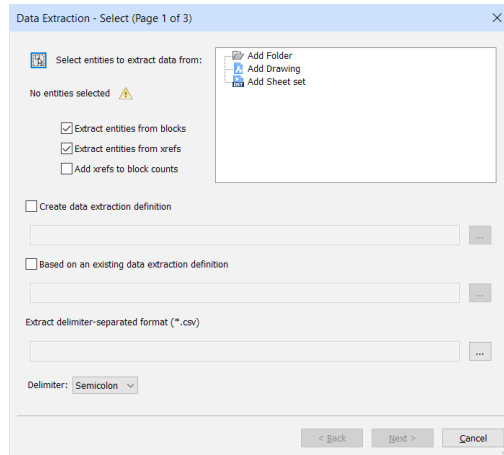 Data Extraction - Select (Page 1 of 3)
Select entities to extract data from:
Add Folder
Add Drawing
Add Sheet set
No entities selected
Extract entities from blocks
Extract entities from xrefs
Add xrefs to block counts
Create data extraction definition
...
Based on an existing data extraction definition
...
Extract delimiter-separated format (*.csv)
...
Delimiter: Semicolon
< Back Next > Cancel